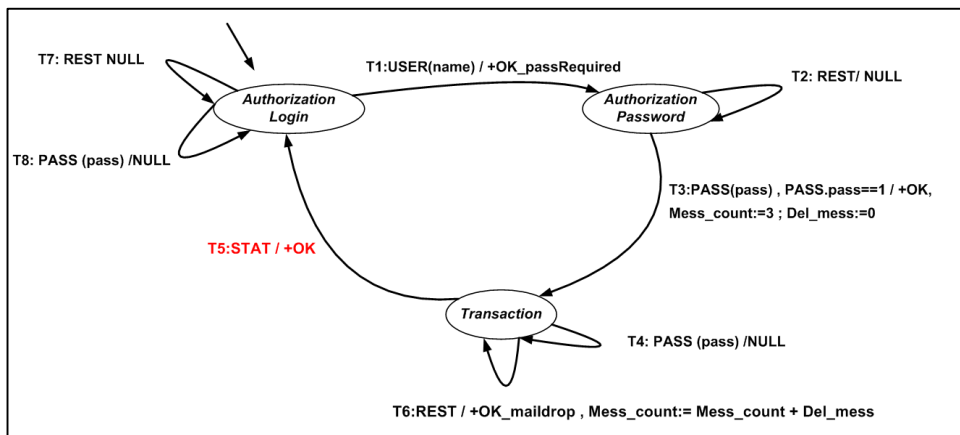 T7: REST NULL
T1:USER(name) / +OK_passRequired
T2: REST/ NULL
Authorization
Login
Authorization
Password
T8: PASS (pass) /NULL
T3:PASS(pass) , PASS.pass==1 / +OK,
Mess_count:=3 ; Del_mess:=0
T5:STAT / +OK
Transaction
T4: PASS (pass) /NULL
T6:REST / +OK_maildrop , Mess_count:= Mess_count + Del_mess